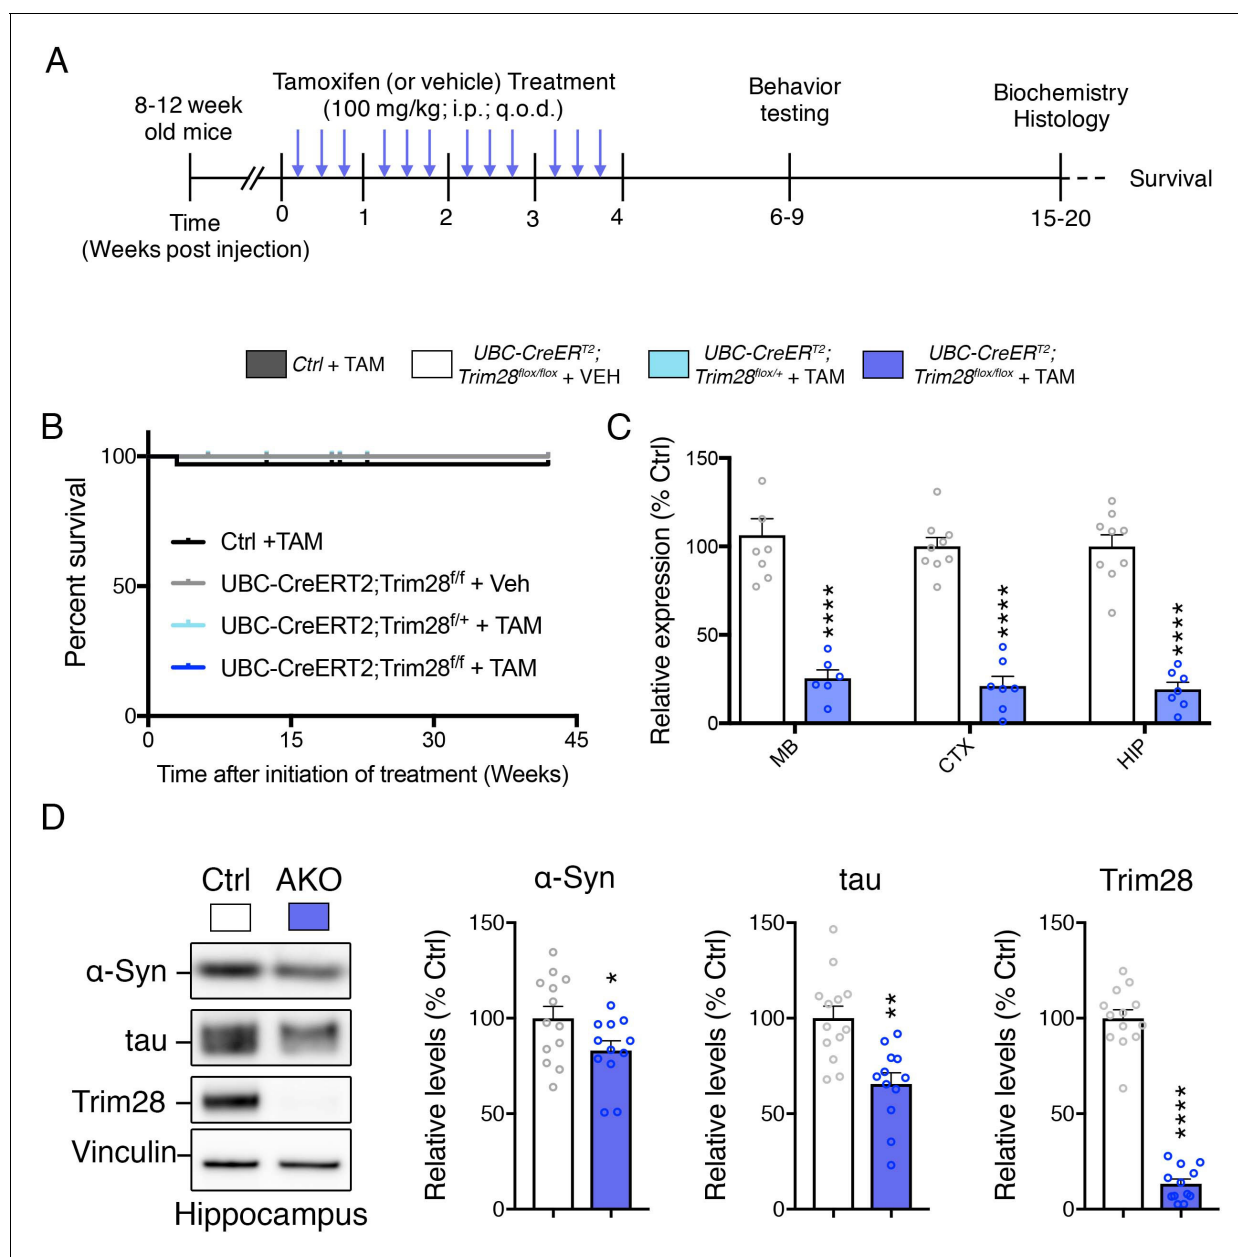 A
8-12 week
old mice
Tamoxifen (or vehicle) Treatment
(100 mg/kg; i.p.; q.o.d.)
Behavior
testing
Biochemistry
Histology
Survival
Time
(Weeks post injection)
0 1 2 3 4 6-9 15-20
Ctrl + TAM
UBC-CreER^T2;
Trim28^flox/flox + VEH
UBC-CreER^T2;
Trim28^flox/+ + TAM
UBC-CreER^T2;
Trim28^flox/flox + TAM
B
Percent survival
100
50
0
Ctrl +TAM
UBC-CreERT2;Trim28^f/f + Veh
UBC-CreERT2;Trim28^f/+ + TAM
UBC-CreERT2;Trim28^f/f + TAM
0 15 30 45
Time after initiation of treatment (Weeks)
C
Relative expression (% Ctrl)
150
100
50
0
****
****
****
MB
CTX
HIP
D
Ctrl AKO
α-Syn
tau
Trim28
Vinculin
Hippocampus
α-Syn
Relative levels (% Ctrl)
150
100
50
0
*
tau
Relative levels (% Ctrl)
150
100
50
0
**
Trim28
Relative levels (% Ctrl)
150
100
50
0
****